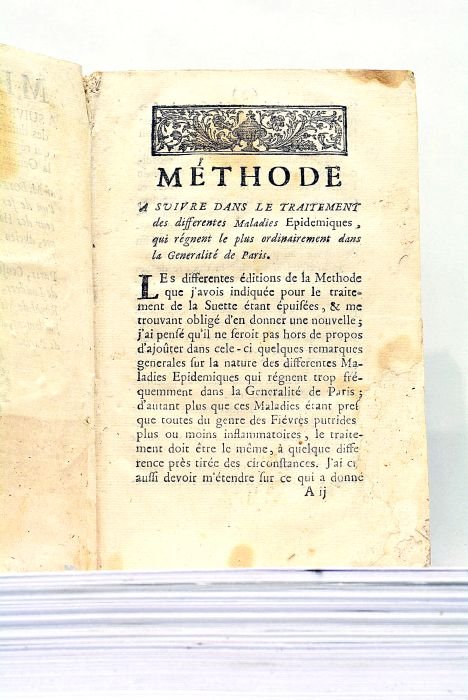 MÉTHODE
A SUIVRE DANS LE TRAITEMENT
des differentes Maladies Epidemiques,
qui régnent le plus ordinairement dans
la Generalité de Paris.
LEs differentes éditions de la Methode
que j'avois indiquée pour le traite-
ment de la Suette étant épuisées, & me
trouvant obligé d'en donner une nouvelle;
j'ai pensé qu'il ne seroit pas hors de propos
d'ajoûter dans cele-ci quelques remarques
generales sur la nature des differentes Ma-
ladies Epidemiques qui régnent trop fré-
quemment dans la Generalité de Paris;
d'autant plus que ces Maladies étant pres
que toutes du genre des Fiévres putrides
plus ou moins inflammatoires, le traite-
ment doit être le même, à quelque diffe
rence près tirée des circonstances. J'ai c
aussi devoir m'étendre sur ce qui a donné
A ij